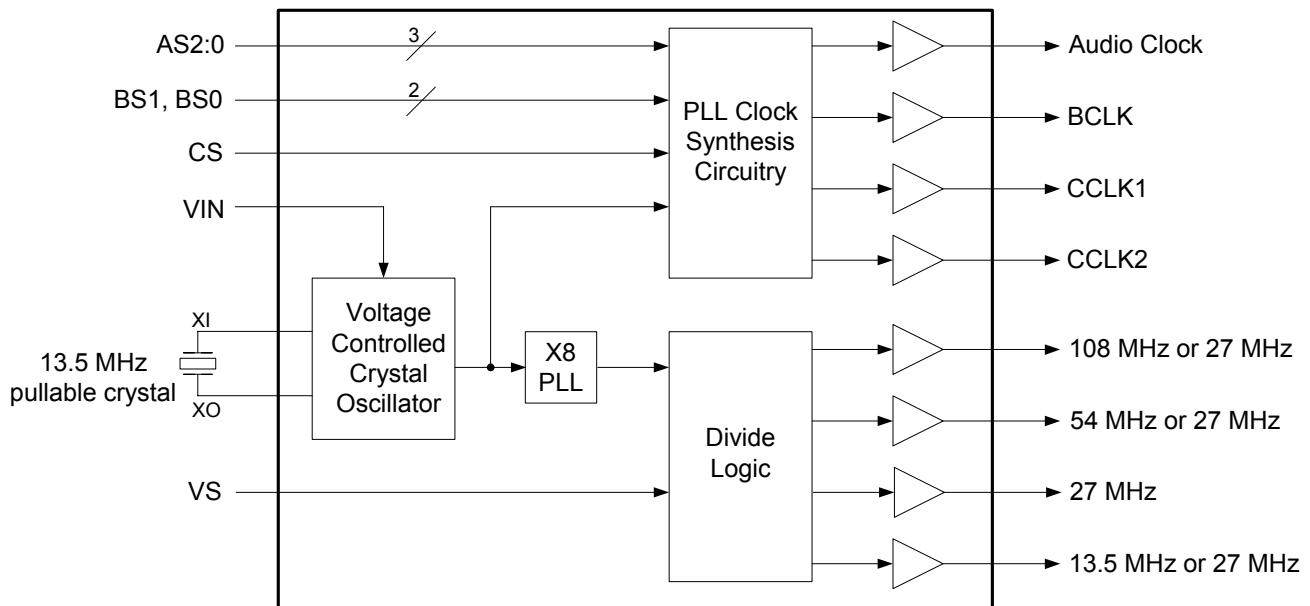 AS2:0
3
BS1, BS0
2
CS
VIN
PLL Clock
Synthesis
Circuitry
Audio Clock
BCLK
CCLK1
CCLK2
XI
13.5 MHz
pullable crystal
XO
Voltage
Controlled
Crystal
Oscillator
X8
PLL
VS
Divide
Logic
108 MHz or 27 MHz
54 MHz or 27 MHz
27 MHz
13.5 MHz or 27 MHz